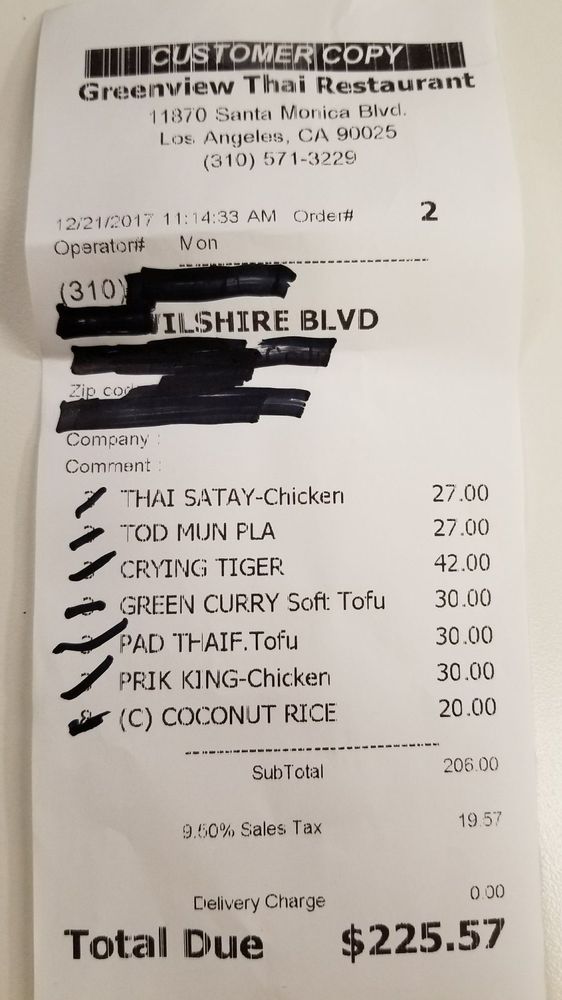 CUSTOMER COPY
Greenview Thai Restaurant
11870 Santa Monica Blvd.
Los Angeles, CA 90025
(310) 571-3229
12/21/2017 11:14:33 AM Order# 2
Operator# Mon
(310)
WILSHIRE BLVD
Zip cod
Company :
Comment :
THAI SATAY-Chicken 27.00
TOD MUN PLA 27.00
CRYING TIGER 42.00
GREEN CURRY Soft Tofu 30.00
PAD THAIF.Tofu 30.00
PRIK KING-Chicken 30.00
(C) COCONUT RICE 20.00
SubTotal 206.00
9.50% Sales Tax 19.57
Delivery Charge 0.00
Total Due $225.57